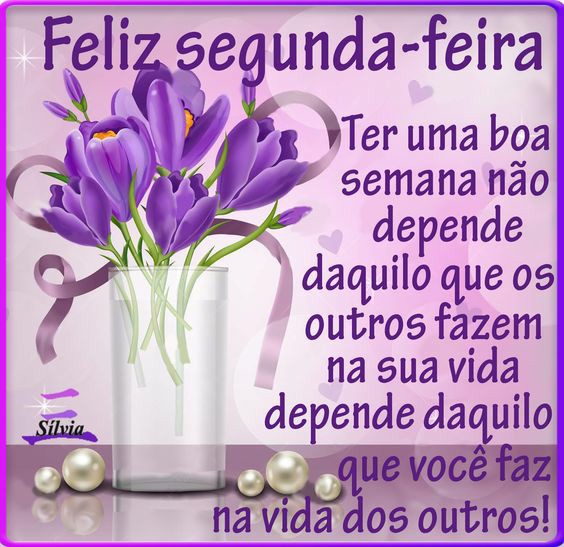 Feliz segunda-feira
Ter uma boa
semana não
depende
daquilo que os
outros fazem
na sua vida
depende daquilo
que você faz
na vida dos outros!
Sílvia